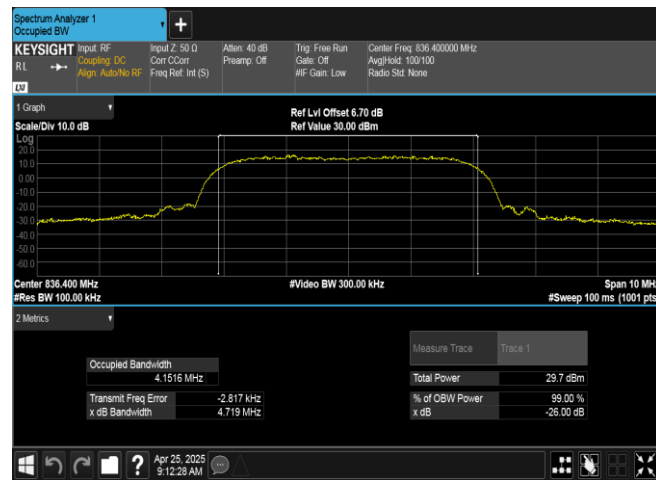 Spectrum Analyzer 1
Occupied BW
+
KEYSIGHT
RL
Input: RF
Coupling: DC
Align: Auto/No RF
Input Z: 50 Ω
Corr CCorr
Freq Ref: Int (S)
Atten: 40 dB
Preamp: Off
Trig: Free Run
Gate: Off
#IF Gain: Low
Center Freq: 836.400000 MHz
Avg|Hold: 100/100
Radio Std: None
LXI
1 Graph
Scale/Div 10.0 dB
Ref Lvl Offset 6.70 dB
Ref Value 30.00 dBm
Log
20.0
10.0
0.00
-10.0
-20.0
-30.0
-40.0
-50.0
-60.0
Center 836.400 MHz
#Video BW 300.00 kHz
Span 10 MHz
#Res BW 100.00 kHz
#Sweep 100 ms (1001 pts
2 Metrics
Measure Trace Trace 1
Occupied Bandwidth
4.1516 MHz
Total Power 29.7 dBm
Transmit Freq Error -2.817 kHz
% of OBW Power 99.00 %
x dB Bandwidth 4.719 MHz
x dB -26.00 dB
?
Apr 25, 2025
9:12:28 AM